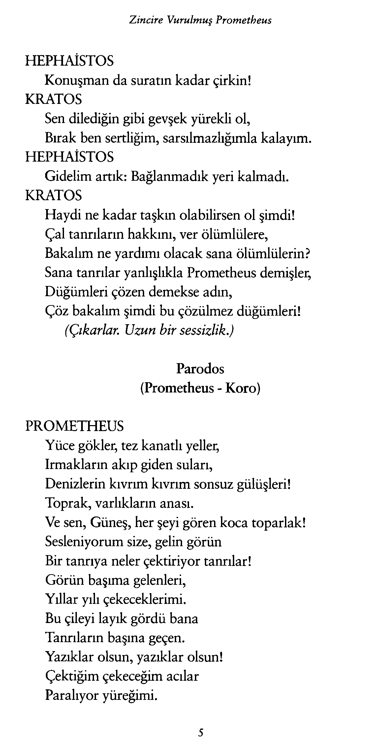 Zincire Vurulmuş Prometheus
HEPHAİSTOS
Konuşman da suratın kadar çirkin!
KRATOS
Sen dilediğin gibi gevşek yürekli ol,
Bırak ben sertliğim, sarsılmazlığımla kalayım.
HEPHAİSTOS
Gidelim artık: Bağlanmadık yeri kalmadı.
KRATOS
Haydi ne kadar taşkın olabilirsen ol şimdi!
Çal tanrıların hakkını, ver ölümlülere,
Bakalım ne yardımı olacak sana ölümlülerin?
Sana tanrılar yanlışlıkla Prometheus demişler,
Düğümleri çözen demekse adın,
Çöz bakalım şimdi bu çözülmez düğümleri!
(Çıkarlar. Uzun bir sessizlik.)
Parodos
(Prometheus - Koro)
PROMETHEUS
Yüce gökler, tez kanatlı yeller,
Irmakların akıp giden suları,
Denizlerin kıvrım kıvrım sonsuz gülüşleri!
Toprak, varlıkların anası.
Ve sen, Güneş, her şeyi gören koca toparlak!
Sesleniyorum size, gelin görün
Bir tanrıya neler çektiriyor tanrılar!
Görün başıma gelenleri,
Yıllar yılı çekeceklerimi.
Bu çileyi layık gördü bana
Tanrıların başına geçen.
Yazıklar olsun, yazıklar olsun!
Çektiğim çekeceğim acılar
Paralıyor yüreğimi.
5